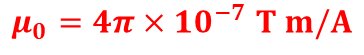 μ₀ = 4π × 10⁻⁷ T m/A